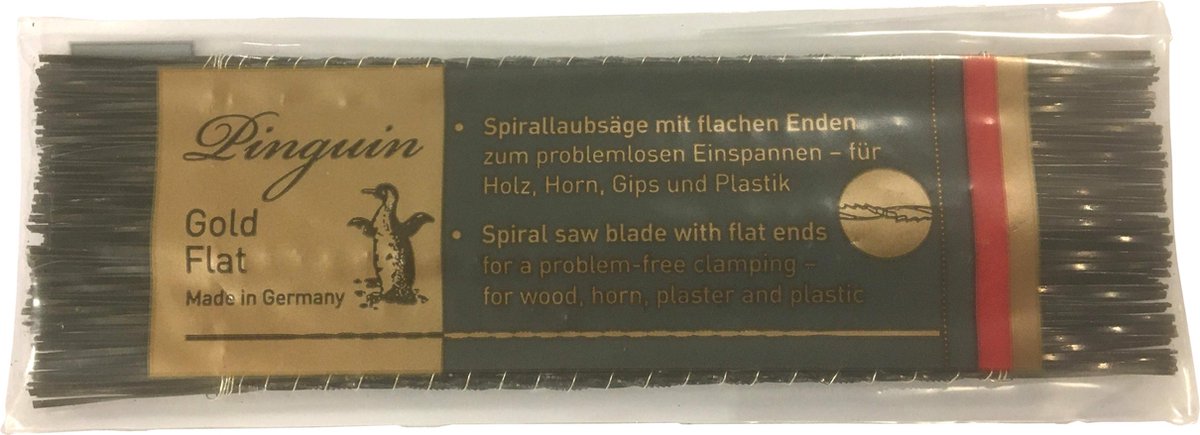 Pinguin
Gold
Flat
Made in Germany
• Spirallaubsäge mit flachen Enden
zum problemlosen Einspannen – für
Holz, Horn, Gips und Plastik
• Spiral saw blade with flat ends
for a problem-free clamping –
for wood, horn, plaster and plastic